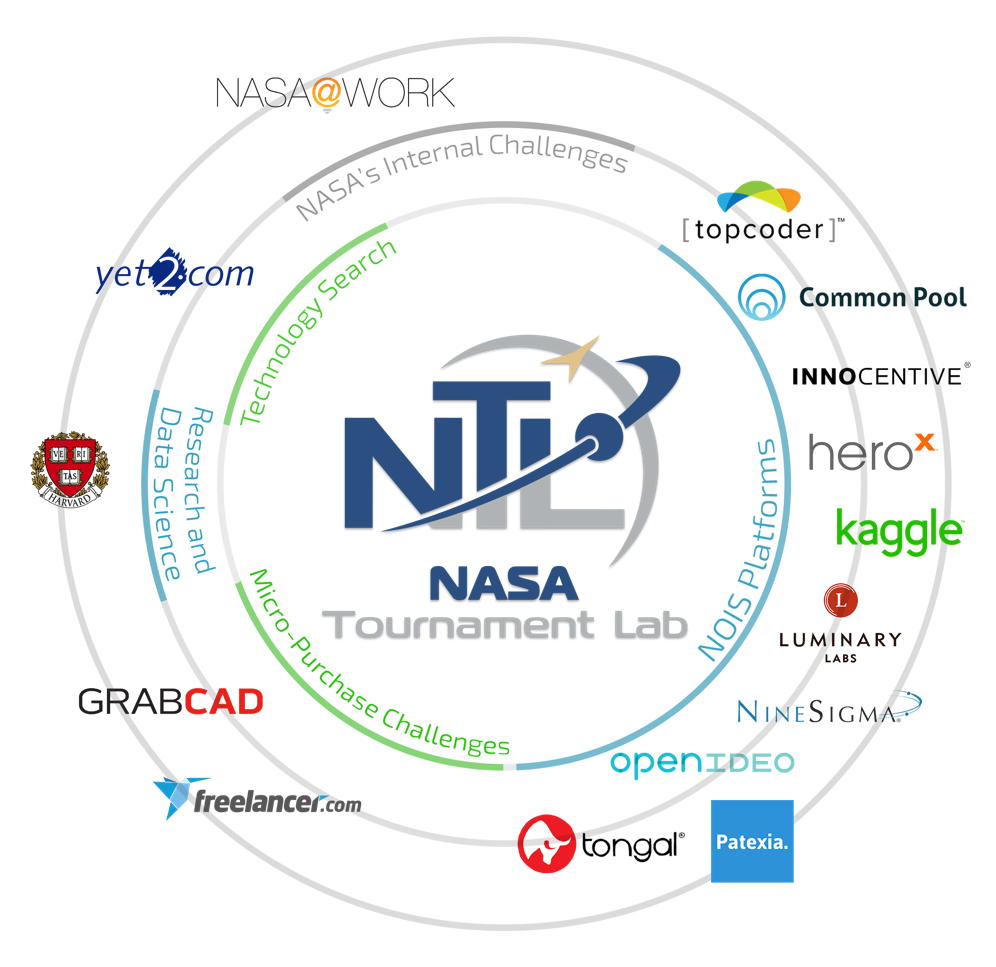 NASA@WORK
NASA's Internal Challenges
[topcoder]™
yet2.com
Technology Search
Common Pool
INNOCENTIVE®
herox
kaggle
LUMINARY
LABS
NINESIGMA®
openIDEO
Patexia.
tongal®
NOIS Platforms
NTL
NASA
Tournament Lab
Research and
Data Science
VE RI
TAS
HARVARD
Micro-Purchase Challenges
GRABCAD
freelancer.com
L